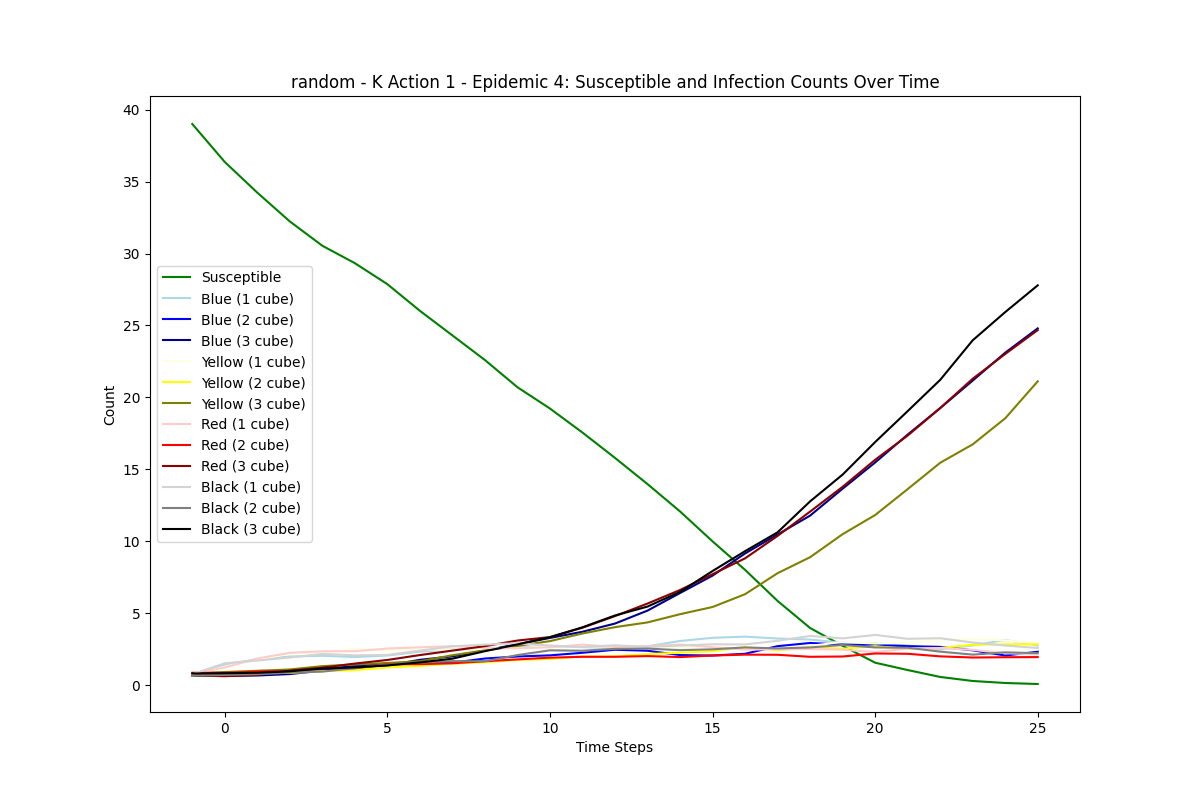 random - K Action 1 - Epidemic 4: Susceptible and Infection Counts Over Time
40
35
30
25
20
15
10
5
0
Count
Susceptible
Blue (1 cube)
Blue (2 cube)
Blue (3 cube)
Yellow (1 cube)
Yellow (2 cube)
Yellow (3 cube)
Red (1 cube)
Red (2 cube)
Red (3 cube)
Black (1 cube)
Black (2 cube)
Black (3 cube)
0 5 10 15 20 25
Time Steps